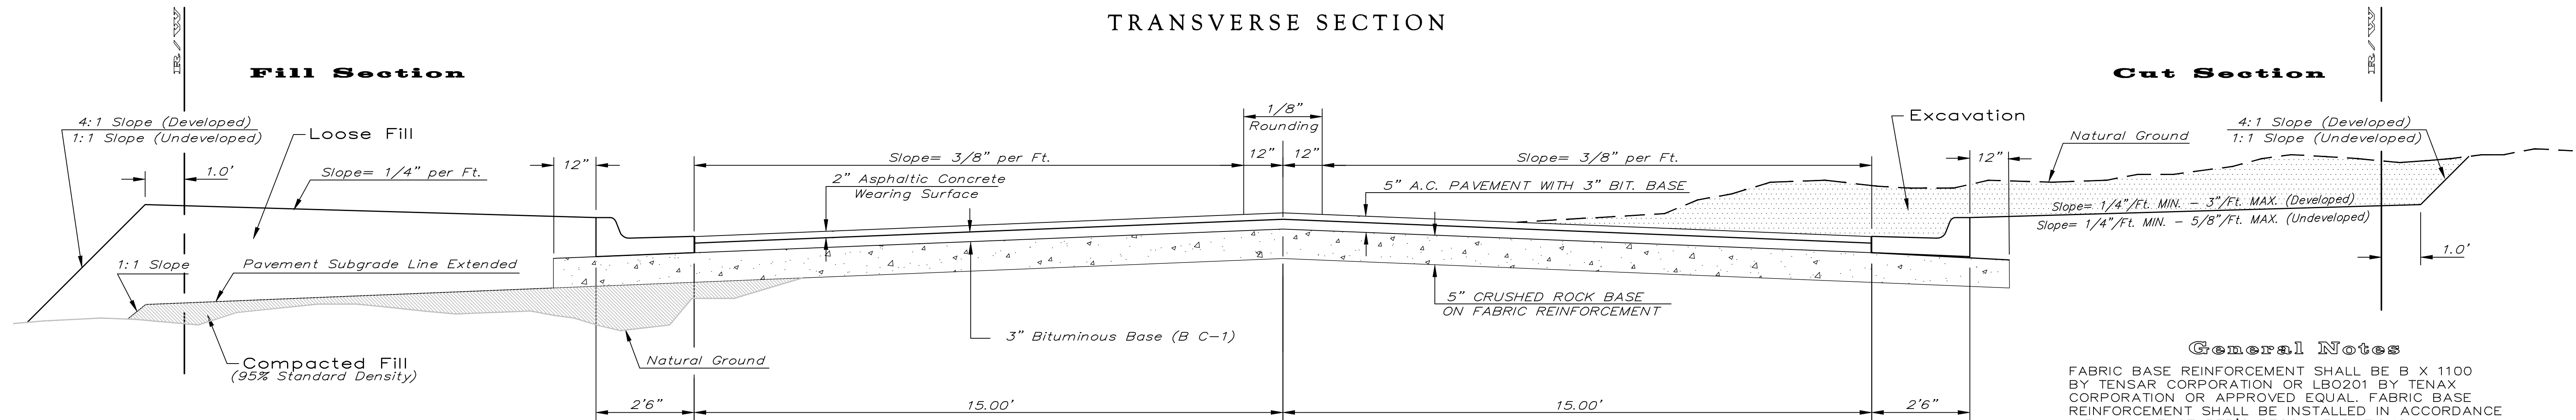 TRANSVERSE SECTION
R/W
R/W
Fill Section
Cut Section
4:1 Slope (Developed)
1:1 Slope (Undeveloped)
Loose Fill
1.0'
Slope= 1/4" per Ft.
12"
Slope= 3/8" per Ft.
1/8"
Rounding
12"
12"
Slope= 3/8" per Ft.
Excavation
Natural Ground
4:1 Slope (Developed)
1:1 Slope (Undeveloped)
12"
2" Asphaltic Concrete
Wearing Surface
5" A.C. PAVEMENT WITH 3" BIT. BASE
Slope= 1/4"/Ft. MIN. - 3"/Ft. MAX. (Developed)
Slope= 1/4"/Ft. MIN. - 5/8"/Ft. MAX. (Undeveloped)
1.0'
1:1 Slope
Pavement Subgrade Line Extended
5" CRUSHED ROCK BASE
ON FABRIC REINFORCEMENT
3" Bituminous Base (B C-1)
Compacted Fill
(95% Standard Density)
Natural Ground
2'6"
15.00'
15.00'
2'6"
General Notes
FABRIC BASE REINFORCEMENT SHALL BE B X 1100
BY TENSAR CORPORATION OR LBO201 BY TENAX
CORPORATION OR APPROVED EQUAL. FABRIC BASE
REINFORCEMENT SHALL BE INSTALLED IN ACCORDANCE